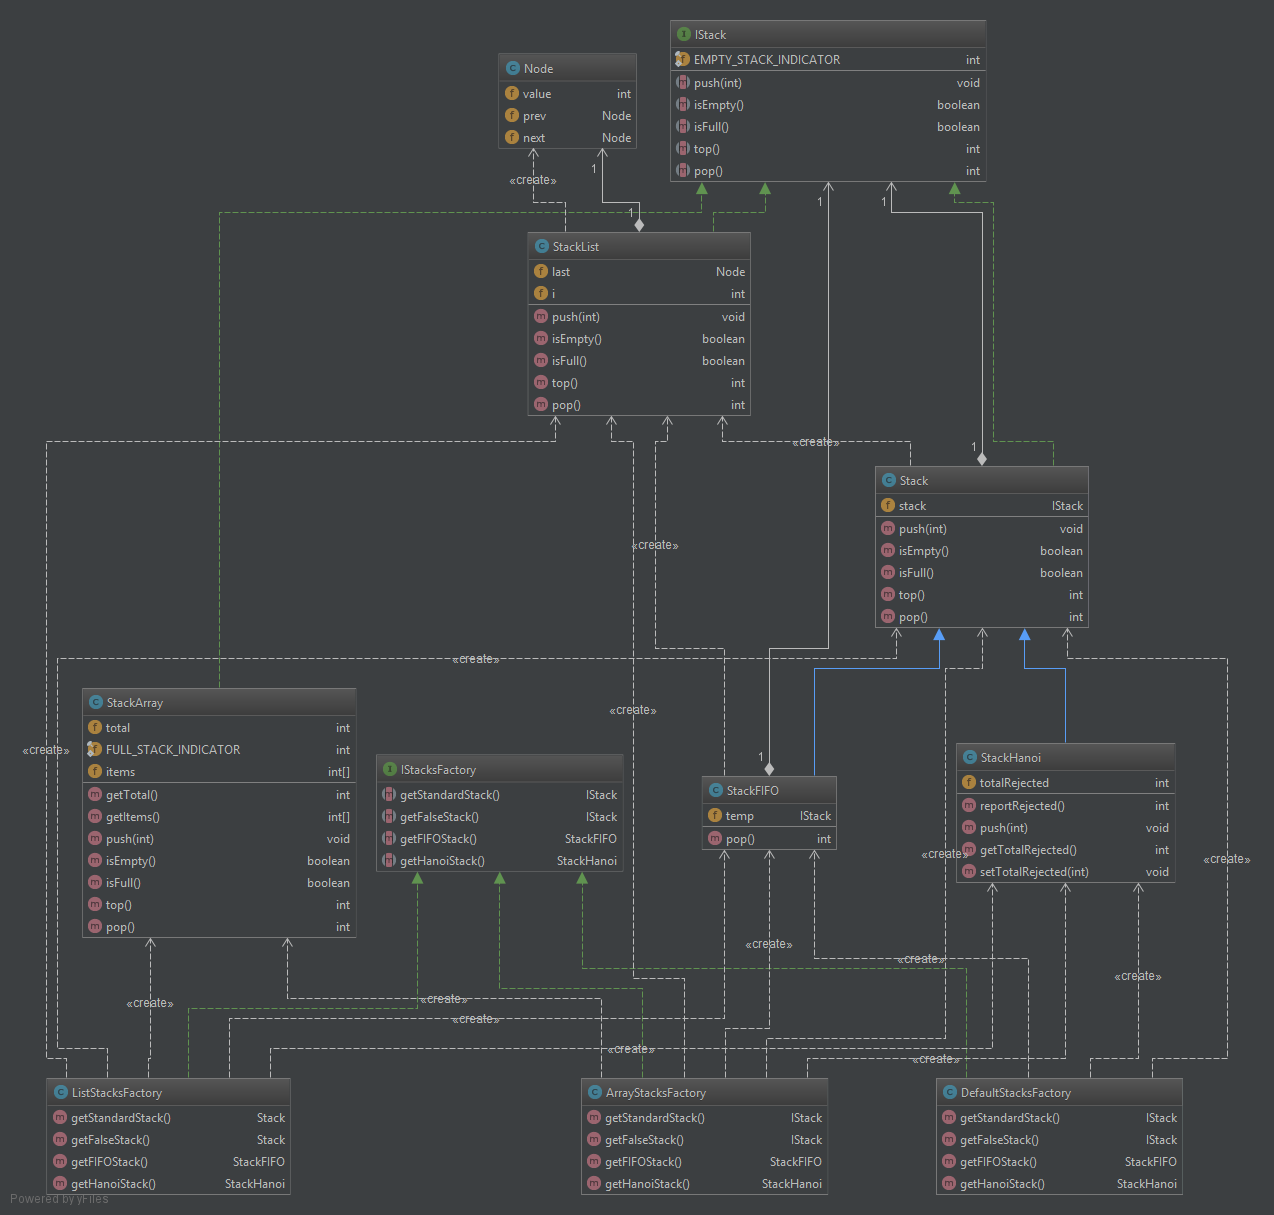 IStack
EMPTY_STACK_INDICATOR int
push(int) void
isEmpty() boolean
isFull() boolean
top() int
pop() int
Node
value int
prev Node
next Node
«create»
1
1
1
1
StackList
last Node
i int
push(int) void
isEmpty() boolean
isFull() boolean
top() int
pop() int
«create»
1
Stack
stack IStack
push(int) void
isEmpty() boolean
isFull() boolean
top() int
pop() int
«create»
«create»
«create»
«create»
StackArray
total int
FULL_STACK_INDICATOR int
items int[]
getTotal() int
getItems() int[]
push(int) void
isEmpty() boolean
isFull() boolean
top() int
pop() int
IStacksFactory
getStandardStack() IStack
getFalseStack() IStack
getFIFOStack() StackFIFO
getHanoiStack() StackHanoi
1
StackFIFO
temp IStack
pop() int
StackHanoi
totalRejected int
reportRejected() int
push(int) void
getTotalRejected() int
setTotalRejected(int) void
«create»
«create»
«create»
«create»
«create»
«create»
«create»
«create»
«create»
«create»
ListStacksFactory
getStandardStack() Stack
getFalseStack() Stack
getFIFOStack() StackFIFO
getHanoiStack() StackHanoi
ArrayStacksFactory
getStandardStack() IStack
getFalseStack() IStack
getFIFOStack() StackFIFO
getHanoiStack() StackHanoi
DefaultStacksFactory
getStandardStack() IStack
getFalseStack() IStack
getFIFOStack() StackFIFO
getHanoiStack() StackHanoi
Powered by yFiles